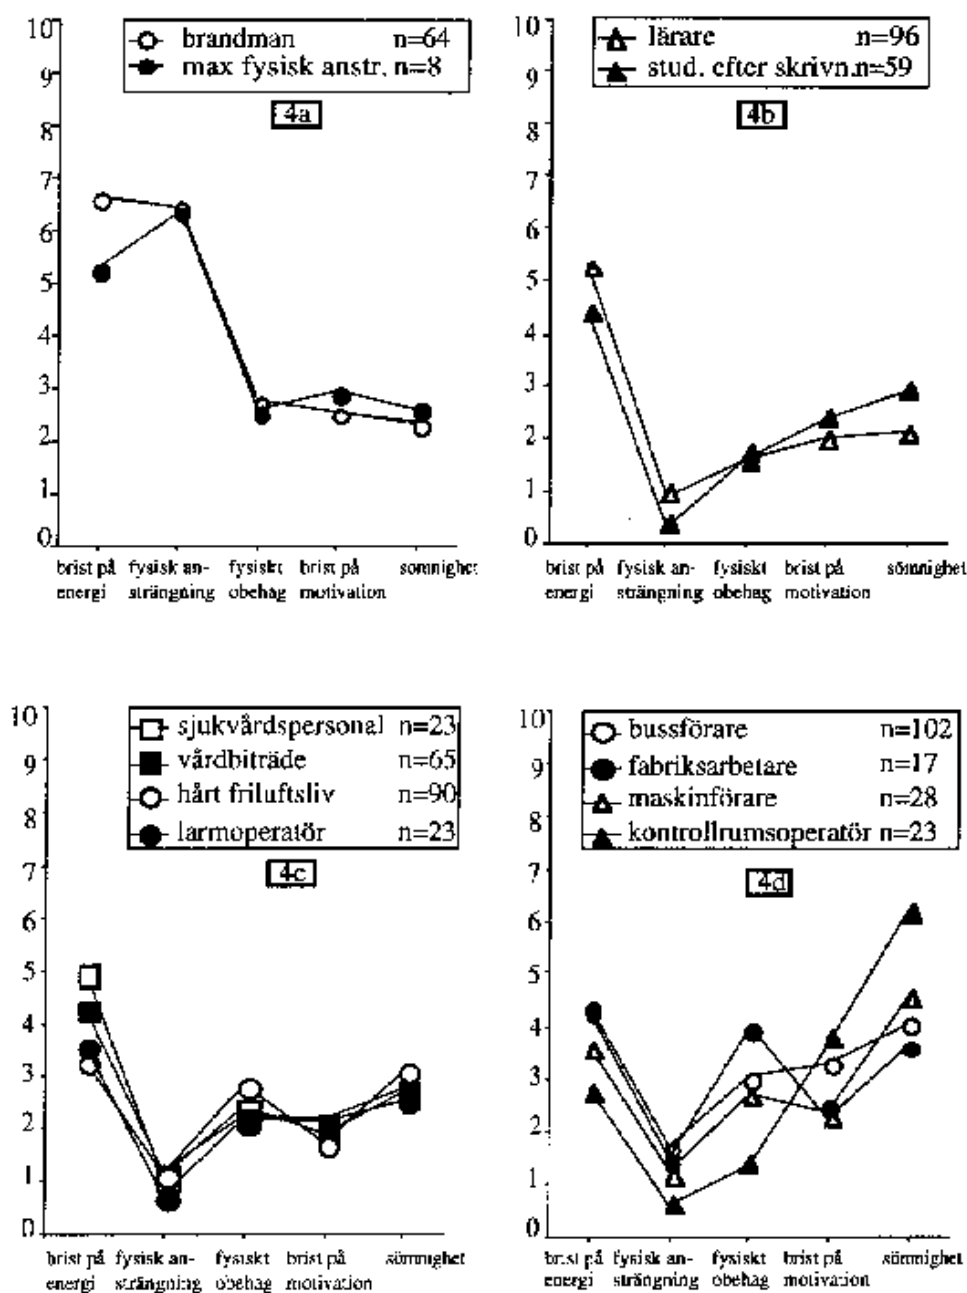 brandman n=64
max fysisk anstr. n=8
4a
10
9
8
7
6
5
4
3
2
1
0
brist på energi
fysisk an-strängning
fysiskt obehag
brist på motivation
sömnighet
lärare n=96
stud. efter skrivn. n=59
4b
10
9
8
7
6
5
4
3
2
1
0
brist på energi
fysisk an-strängning
fysiskt obehag
brist på motivation
sömnighet
sjukvårdspersonal n=23
vårdbiträde n=65
hårt friluftsliv n=90
larmoperatör n=23
4c
10
9
8
7
6
5
4
3
2
1
0
brist på energi
fysisk an-strängning
fysiskt obehag
brist på motivation
sömnighet
bussförare n=102
fabriksarbetare n=17
maskinförare n=28
kontrollrumsoperatör n=23
4d
10
9
8
7
6
5
4
3
2
1
0
brist på energi
fysisk an-strängning
fysiskt obehag
brist på motivation
sömnighet